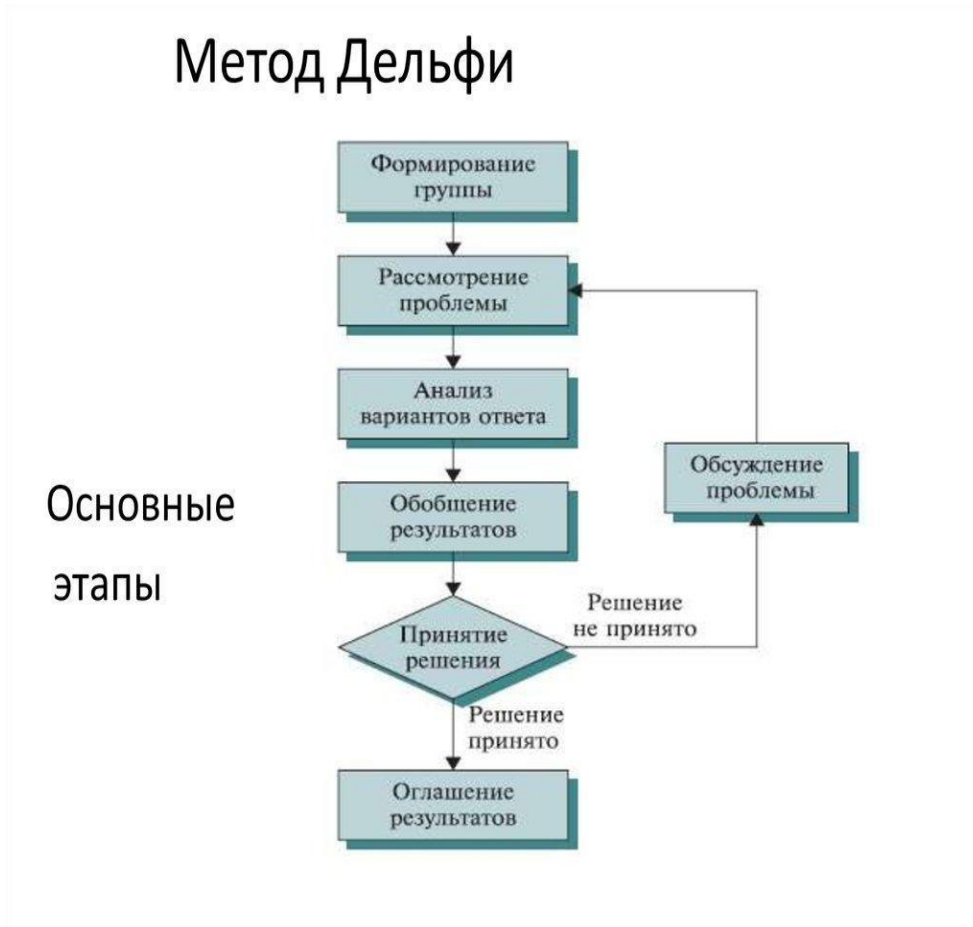 Метод Дельфи
Формирование
группы
Рассмотрение
проблемы
Анализ
вариантов ответа
Обсуждение
проблемы
Основные
этапы
Обобщение
результатов
Решение
не принято
Принятие
решения
Решение
принято
Оглашение
результатов